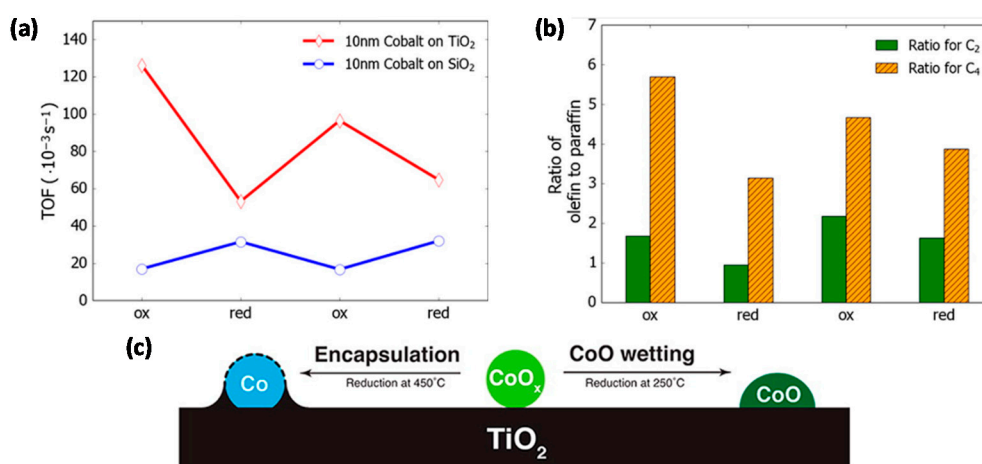 (a)
TOF (·10⁻³s⁻¹)
140
120
100
80
60
40
20
0
10nm Cobalt on TiO₂
10nm Cobalt on SiO₂
ox
red
ox
red
(b)
Ratio of
olefin to paraffin
7
6
5
4
3
2
1
0
Ratio for C₂
Ratio for C₄
ox
red
ox
red
(c)
Co
Encapsulation
Reduction at 450°C
CoOₓ
CoO wetting
Reduction at 250°C
CoO
TiO₂